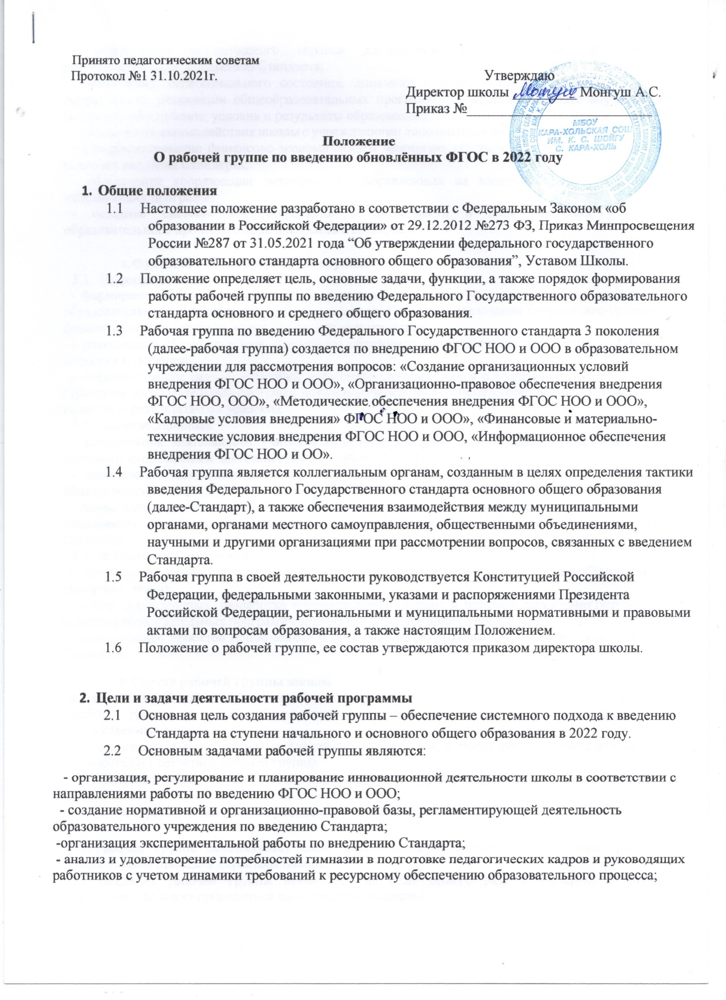 Принято педагогическим советам
Протокол №1 31.10.2021г.
Утверждаю
Директор школы Монгуш А.С.
Приказ №
МБОУ
КАРА-ХОЛЬСКАЯ СОШ
ИМ. К. С. ШОЙГУ
С. КАРА-ХОЛЬ
Положение
О рабочей группе по введению обновлённых ФГОС в 2022 году
1. Общие положения
1.1 Настоящее положение разработано в соответствии с Федеральным Законом «об
образовании в Российской Федерации» от 29.12.2012 №273 ФЗ, Приказ Минпросвещения
России №287 от 31.05.2021 года “Об утверждении федерального государственного
образовательного стандарта основного общего образования”, Уставом Школы.
1.2 Положение определяет цель, основные задачи, функции, а также порядок формирования
работы рабочей группы по введению Федерального Государственного образовательного
стандарта основного и среднего общего образования.
1.3 Рабочая группа по введению Федерального Государственного стандарта 3 поколения
(далее-рабочая группа) создается по внедрению ФГОС НОО и ООО в образовательном
учреждении для рассмотрения вопросов: «Создание организационных условий
внедрения ФГОС НОО и ООО», «Организационно-правовое обеспечения внедрения
ФГОС НОО, ООО», «Методические обеспечения внедрения ФГОС НОО и ООО»,
«Кадровые условия внедрения» ФГОС НОО и ООО», «Финансовые и материально-
технические условия внедрения ФГОС НОО и ООО, «Информационное обеспечения
внедрения ФГОС НОО и ОО».
1.4 Рабочая группа является коллегиальным органам, созданным в целях определения тактики
введения Федерального Государственного стандарта основного общего образования
(далее-Стандарт), а также обеспечения взаимодействия между муниципальными
органами, органами местного самоуправления, общественными объединениями,
научными и другими организациями при рассмотрении вопросов, связанных с введением
Стандарта.
1.5 Рабочая группа в своей деятельности руководствуется Конституцией Российской
Федерации, федеральными законными, указами и распоряжениями Президента
Российской Федерации, региональными и муниципальными нормативными и правовыми
актами по вопросам образования, а также настоящим Положением.
1.6 Положение о рабочей группе, ее состав утверждаются приказом директора школы.
2. Цели и задачи деятельности рабочей программы
2.1 Основная цель создания рабочей группы – обеспечение системного подхода к введению
Стандарта на ступени начального и основного общего образования в 2022 году.
2.2 Основным задачами рабочей группы являются:
- организация, регулирование и планирование инновационной деятельности школы в соответствии с
направлениями работы по введению ФГОС НОО и ООО;
- создание нормативной и организационно-правовой базы, регламентирующей деятельность
образовательного учреждения по введению Стандарта;
-организация экспериментальной работы по внедрению Стандарта;
- анализ и удовлетворение потребностей гимназии в подготовке педагогических кадров и руководящих
работников с учетом динамики требований к ресурсному обеспечению образовательного процесса;